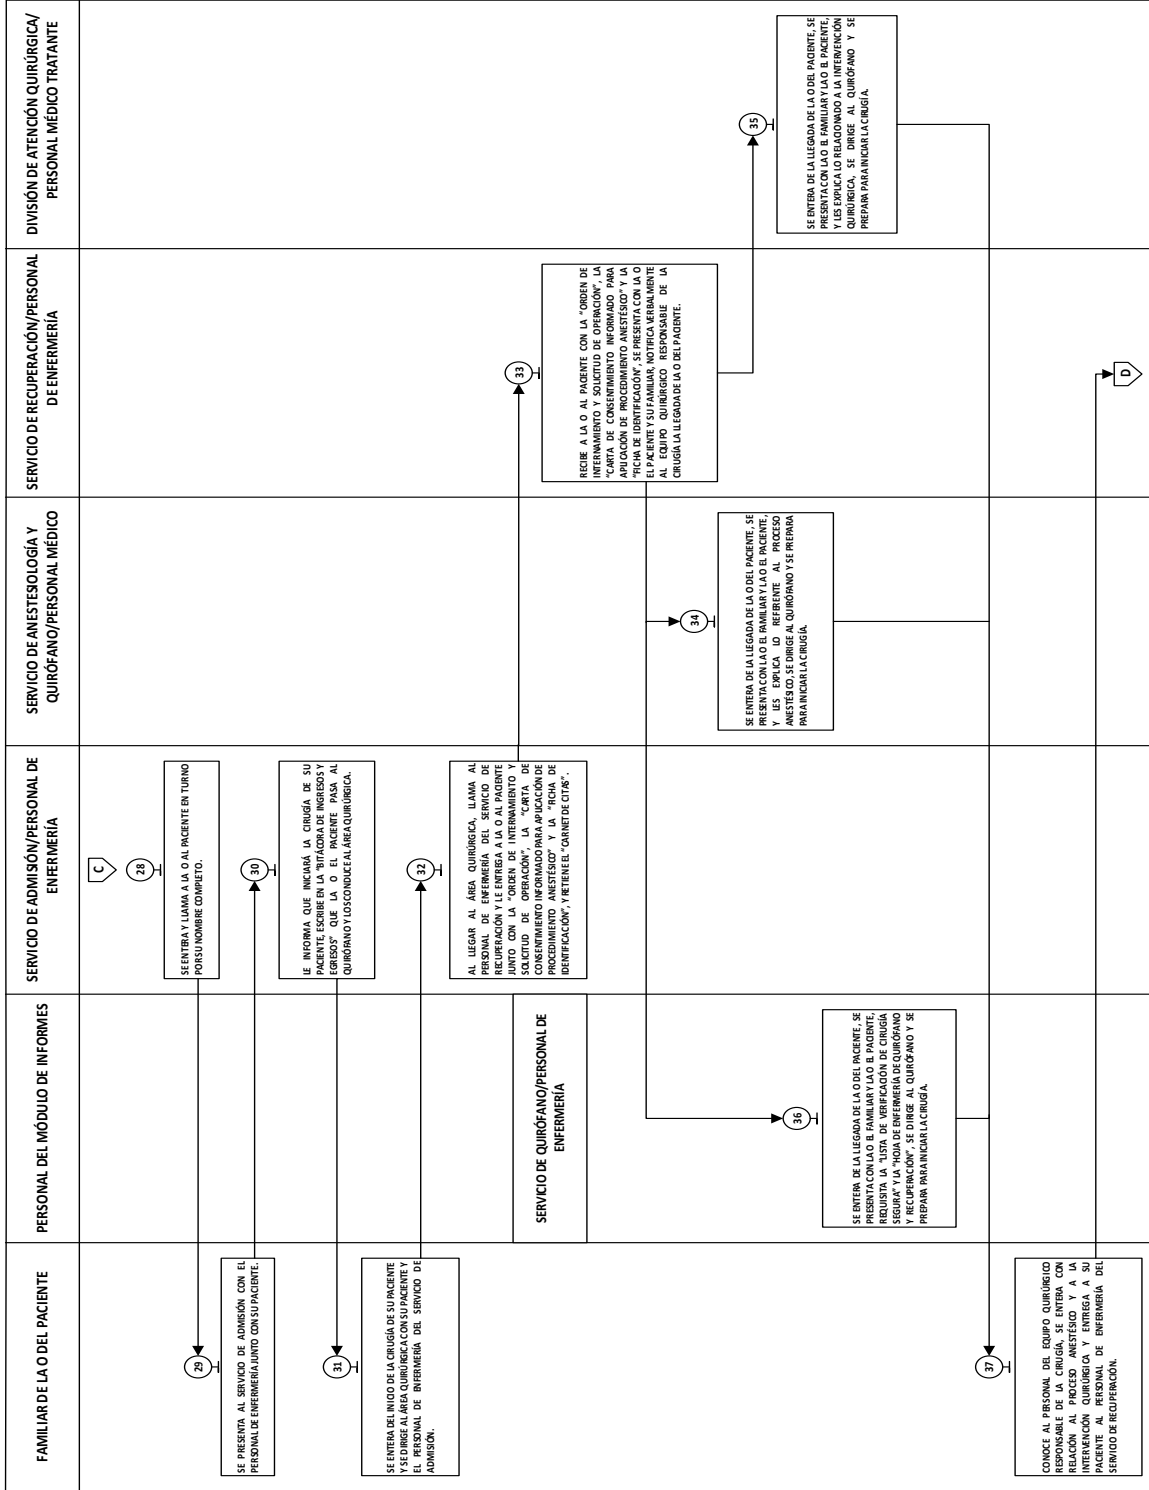 FAMILIAR DE LA O DEL PACIENTE
PERSONAL DEL MÓDULO DE INFORMES
SERVICIO DE ADMISIÓN/PERSONAL DE
ENFERMERÍA
SERVICIO DE ANESTESIOLOGÍA Y
QUIRÓFANO/PERSONAL MÉDICO
SERVICIO DE RECUPERACIÓN/PERSONAL
DE ENFERMERÍA
DIVISIÓN DE ATENCIÓN QUIRÚRGICA/
PERSONAL MÉDICO TRATANTE
C
28
SE ENTERA Y LLAMA A LA O AL PACIENTE EN TURNO
POR SU NOMBRE COMPLETO.
29
SE PRESENTA AL SERVICIO DE ADMISIÓN CON EL
PERSONAL DE ENFERMERÍA JUNTO CON SU PACIENTE.
30
LE INFORMA QUE INICIARÁ LA CIRUGÍA DE SU
PACIENTE, ESCRIBE EN LA "BITÁCORA DE INGRESOS Y
EGRESOS" QUE LA O EL PACIENTE PASA AL
QUIRÓFANO Y LOS CONDUCE AL ÁREA QUIRÚRGICA.
31
SE ENTERA DEL INICIO DE LA CIRUGÍA DE SU PACIENTE
Y SE DIRIGE AL ÁREA QUIRÚRGICA CON SU PACIENTE Y
EL PERSONAL DE ENFERMERÍA DEL SERVICIO DE
ADMISIÓN.
32
AL LLEGAR AL ÁREA QUIRÚRGICA, LLAMA AL
PERSONAL DE ENFERMERÍA DEL SERVICIO DE
RECUPERACIÓN Y LE ENTREGA A LA O AL PACIENTE
JUNTO CON LA "ORDEN DE INTERNAMIENTO Y
SOLICITUD DE OPERACIÓN", LA "CARTA DE
CONSENTIMIENTO INFORMADO PARA APLICACIÓN DE
PROCEDIMIENTO ANESTÉSICO" Y LA "FICHA DE
IDENTIFICACIÓN", Y RETIENE EL "CARNET DE CITAS".
SERVICIO DE QUIRÓFANO/PERSONAL DE
ENFERMERÍA
33
RECIBE A LA O AL PACIENTE CON LA "ORDEN DE
INTERNAMIENTO Y SOLICITUD DE OPERACIÓN", LA
"CARTA DE CONSENTIMIENTO INFORMADO PARA
APLICACIÓN DE PROCEDIMIENTO ANESTÉSICO" Y LA
"FICHA DE IDENTIFICACIÓN", SE PRESENTA CON LA O
EL PACIENTE Y SU FAMILIAR, NOTIFICA VERBALMENTE
AL EQUIPO QUIRÚRGICO RESPONSABLE DE LA
CIRUGÍA LA LLEGADA DE LA O DEL PACIENTE.
34
SE ENTERA DE LA LLEGADA DE LA O DEL PACIENTE, SE
PRESENTA CON LA O EL FAMILIAR Y LA O EL PACIENTE,
Y LES EXPLICA LO REFERENTE AL PROCESO
ANESTÉSICO, SE DIRIGE AL QUIRÓFANO Y SE PREPARA
PARA INICIAR LA CIRUGÍA.
35
SE ENTERA DE LA LLEGADA DE LA O DEL PACIENTE, SE
PRESENTA CON LA O EL FAMILIAR Y LA O EL PACIENTE,
Y LES EXPLICA LO RELACIONADO A LA INTERVENCIÓN
QUIRÚRGICA, SE DIRIGE AL QUIRÓFANO Y SE
PREPARA PARA INICIAR LA CIRUGÍA.
36
SE ENTERA DE LA LLEGADA DE LA O DEL PACIENTE, SE
PRESENTA CON LA O EL FAMILIAR Y LA O EL PACIENTE,
REQUISITA LA "LISTA DE VERIFICACIÓN DE CIRUGÍA
SEGURA" Y LA "HOJA DE ENFERMERÍA DE QUIRÓFANO
Y RECUPERACIÓN", SE DIRIGE AL QUIRÓFANO Y SE
PREPARA PARA INICIAR LA CIRUGÍA.
37
CONOCE AL PERSONAL DEL EQUIPO QUIRÚRGICO
RESPONSABLE DE LA CIRUGÍA, SE ENTERA CON
RELACIÓN AL PROCESO ANESTÉSICO Y A LA
INTERVENCIÓN QUIRÚRGICA Y ENTREGA A SU
PACIENTE AL PERSONAL DE ENFERMERÍA DEL
SERVICIO DE RECUPERACIÓN.
D